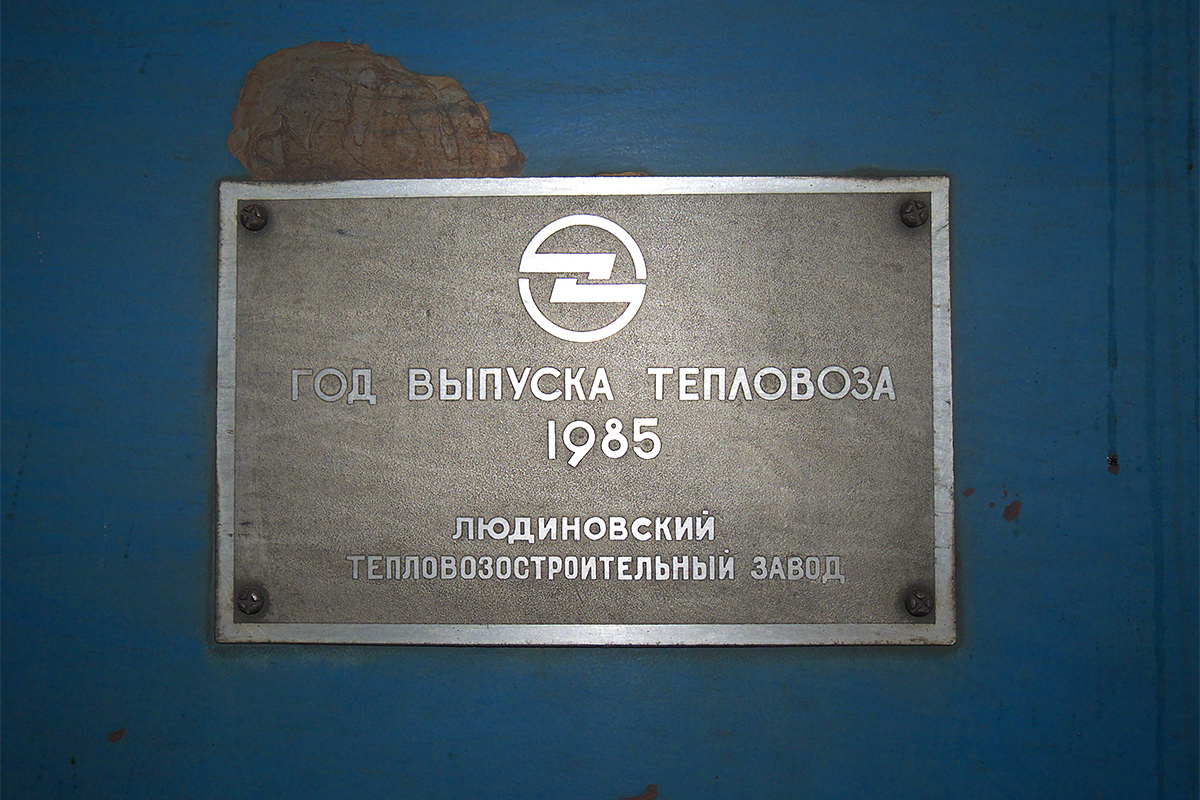 ГОД ВЫПУСКА ТЕПЛОВОЗА
1985
ЛЮДИНОВСКИЙ
ТЕПЛОВОЗОСТРОИТЕЛЬНЫЙ ЗАВОД